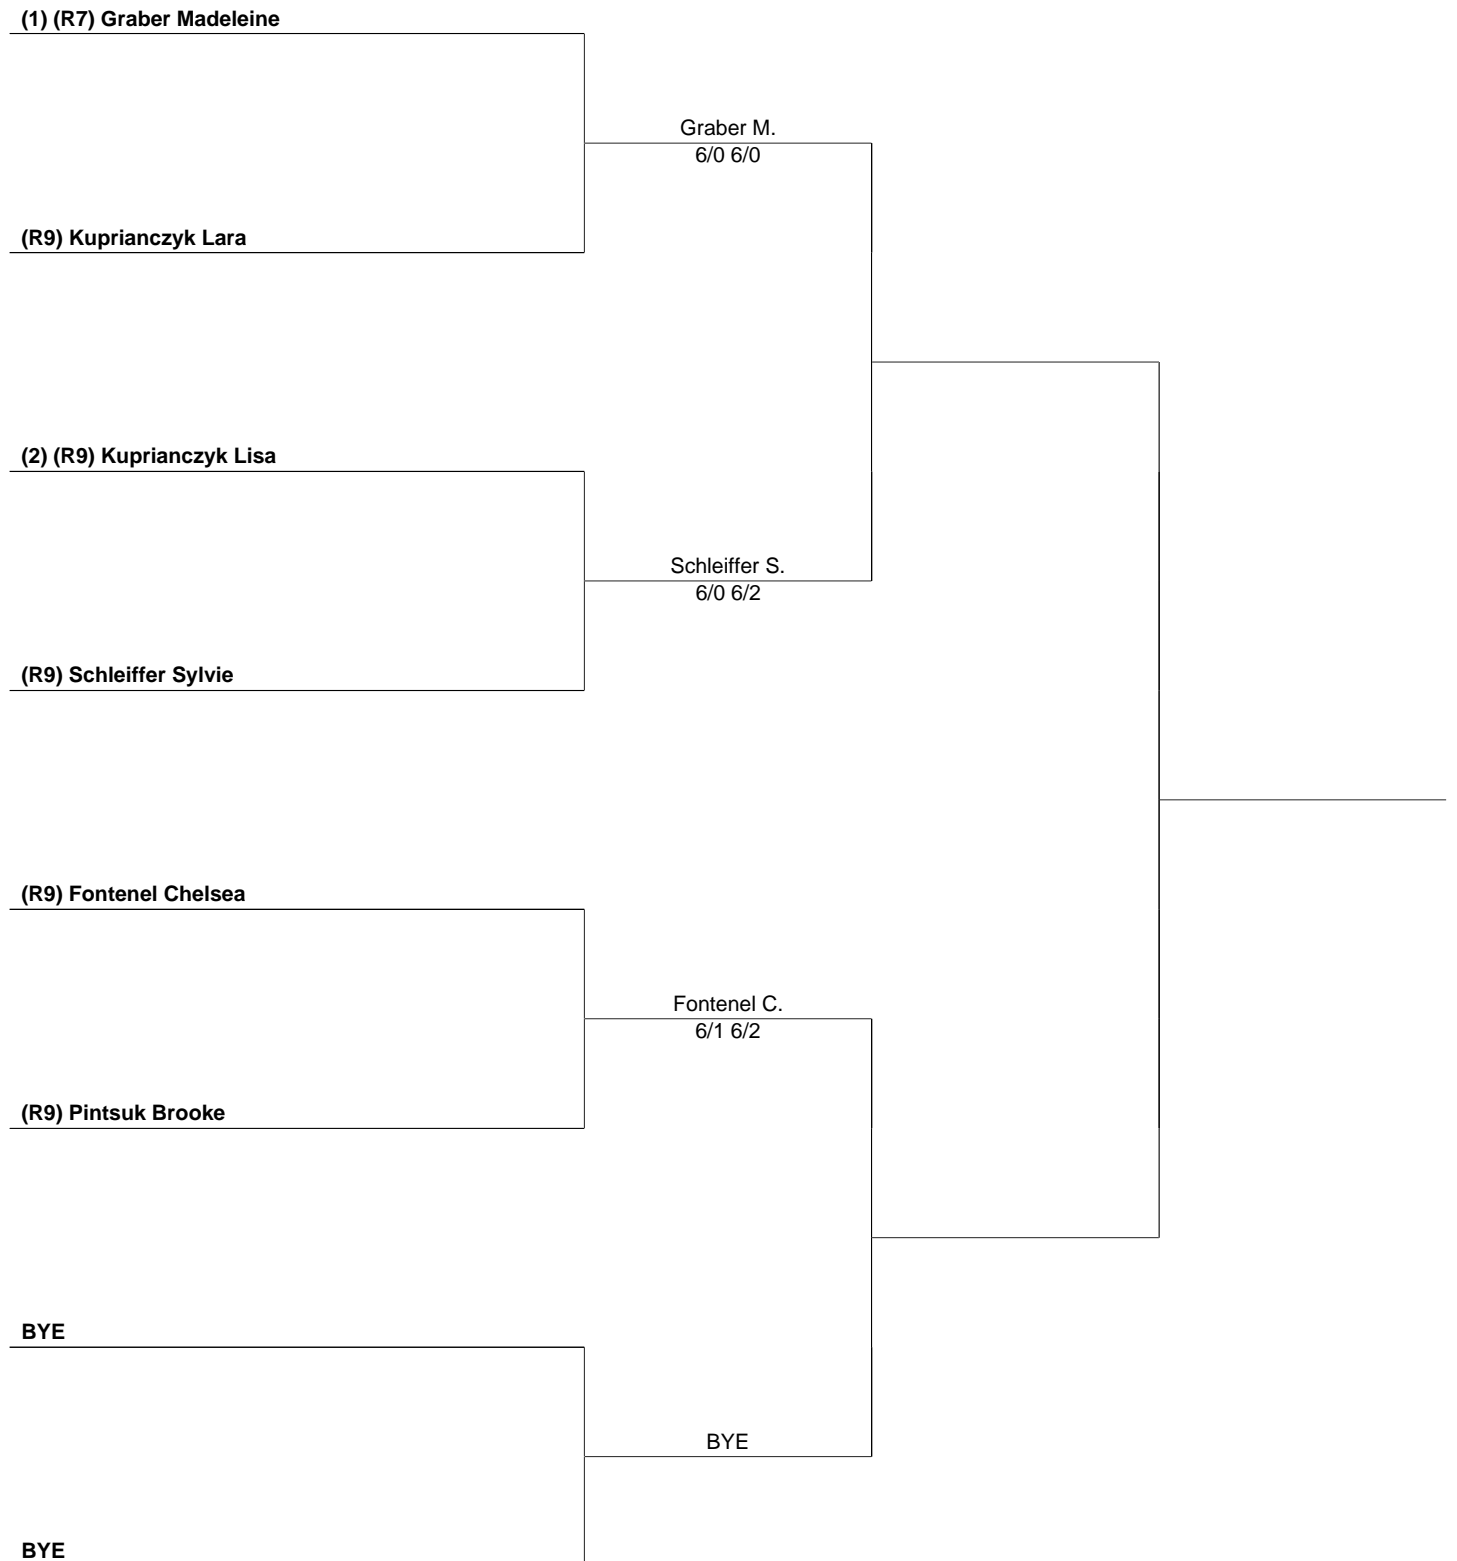 (1) (R7) Graber Madeleine
Graber M.
6/0 6/0
(R9) Kuprianczyk Lara
(2) (R9) Kuprianczyk Lisa
Schleiffer S.
6/0 6/2
(R9) Schleiffer Sylvie
(R9) Fontenel Chelsea
Fontenel C.
6/1 6/2
(R9) Pintsuk Brooke
BYE
BYE
BYE